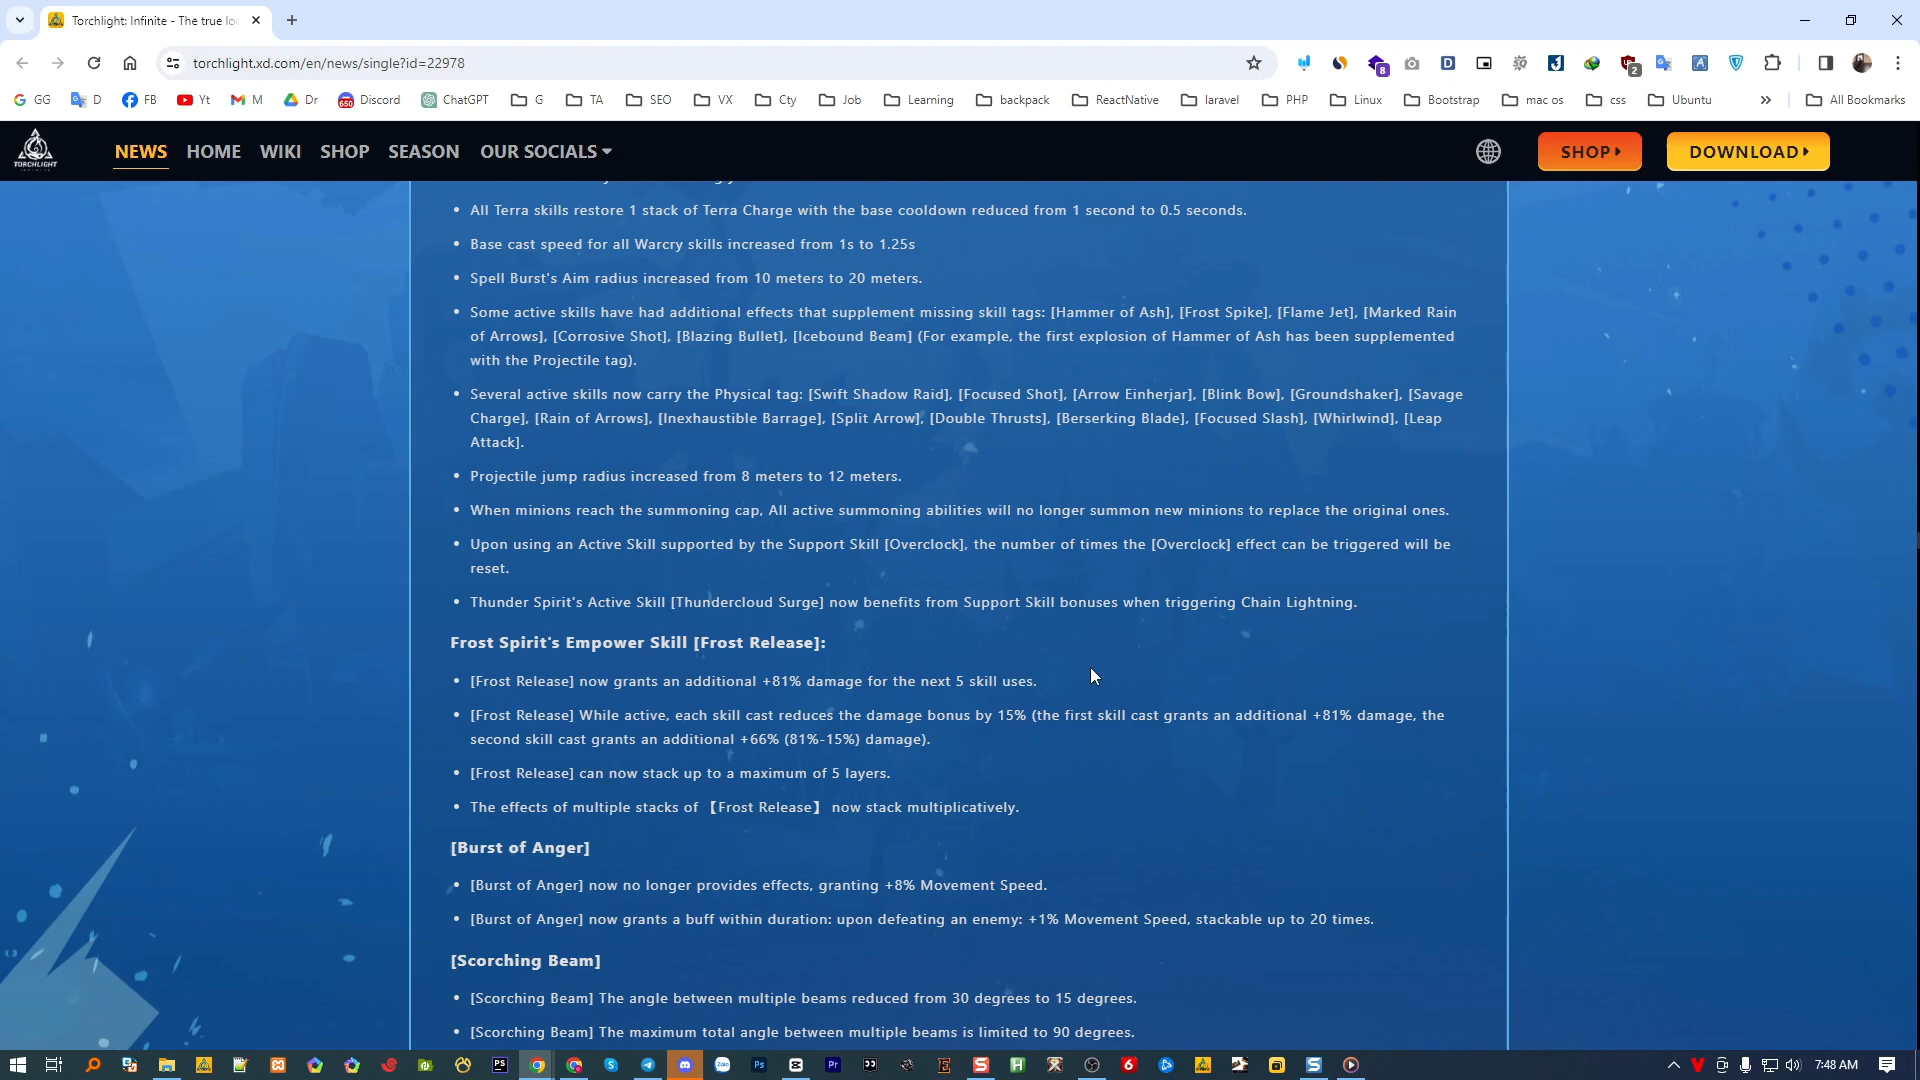 Torchlight: Infinite - The true lo
torchlight.xd.com/en/news/single?id=22978
8
2
GG
D
FB
Yt
M
Dr
Discord
ChatGPT
G
TA
SEO
VX
Cty
Job
Learning
backpack
ReactNative
laravel
PHP
Linux
Bootstrap
mac os
css
Ubuntu
All Bookmarks
TORCHLIGHT
INFINITE
NEWS
HOME
WIKI
SHOP
SEASON
OUR SOCIALS
SHOP
DOWNLOAD
• All Terra skills restore 1 stack of Terra Charge with the base cooldown reduced from 1 second to 0.5 seconds.
• Base cast speed for all Warcry skills increased from 1s to 1.25s
• Spell Burst's Aim radius increased from 10 meters to 20 meters.
• Some active skills have had additional effects that supplement missing skill tags: [Hammer of Ash], [Frost Spike], [Flame Jet], [Marked Rain
of Arrows], [Corrosive Shot], [Blazing Bullet], [Icebound Beam] (For example, the first explosion of Hammer of Ash has been supplemented
with the Projectile tag).
• Several active skills now carry the Physical tag: [Swift Shadow Raid], [Focused Shot], [Arrow Einherjar], [Blink Bow], [Groundshaker], [Savage
Charge], [Rain of Arrows], [Inexhaustible Barrage], [Split Arrow], [Double Thrusts], [Berserking Blade], [Focused Slash], [Whirlwind], [Leap
Attack].
• Projectile jump radius increased from 8 meters to 12 meters.
• When minions reach the summoning cap, All active summoning abilities will no longer summon new minions to replace the original ones.
• Upon using an Active Skill supported by the Support Skill [Overclock], the number of times the [Overclock] effect can be triggered will be
reset.
• Thunder Spirit's Active Skill [Thundercloud Surge] now benefits from Support Skill bonuses when triggering Chain Lightning.
Frost Spirit's Empower Skill [Frost Release]:
• [Frost Release] now grants an additional +81% damage for the next 5 skill uses.
• [Frost Release] While active, each skill cast reduces the damage bonus by 15% (the first skill cast grants an additional +81% damage, the
second skill cast grants an additional +66% (81%-15%) damage).
• [Frost Release] can now stack up to a maximum of 5 layers.
• The effects of multiple stacks of 【Frost Release】 now stack multiplicatively.
[Burst of Anger]
• [Burst of Anger] now no longer provides effects, granting +8% Movement Speed.
• [Burst of Anger] now grants a buff within duration: upon defeating an enemy: +1% Movement Speed, stackable up to 20 times.
[Scorching Beam]
• [Scorching Beam] The angle between multiple beams reduced from 30 degrees to 15 degrees.
• [Scorching Beam] The maximum total angle between multiple beams is limited to 90 degrees.
7:48 AM